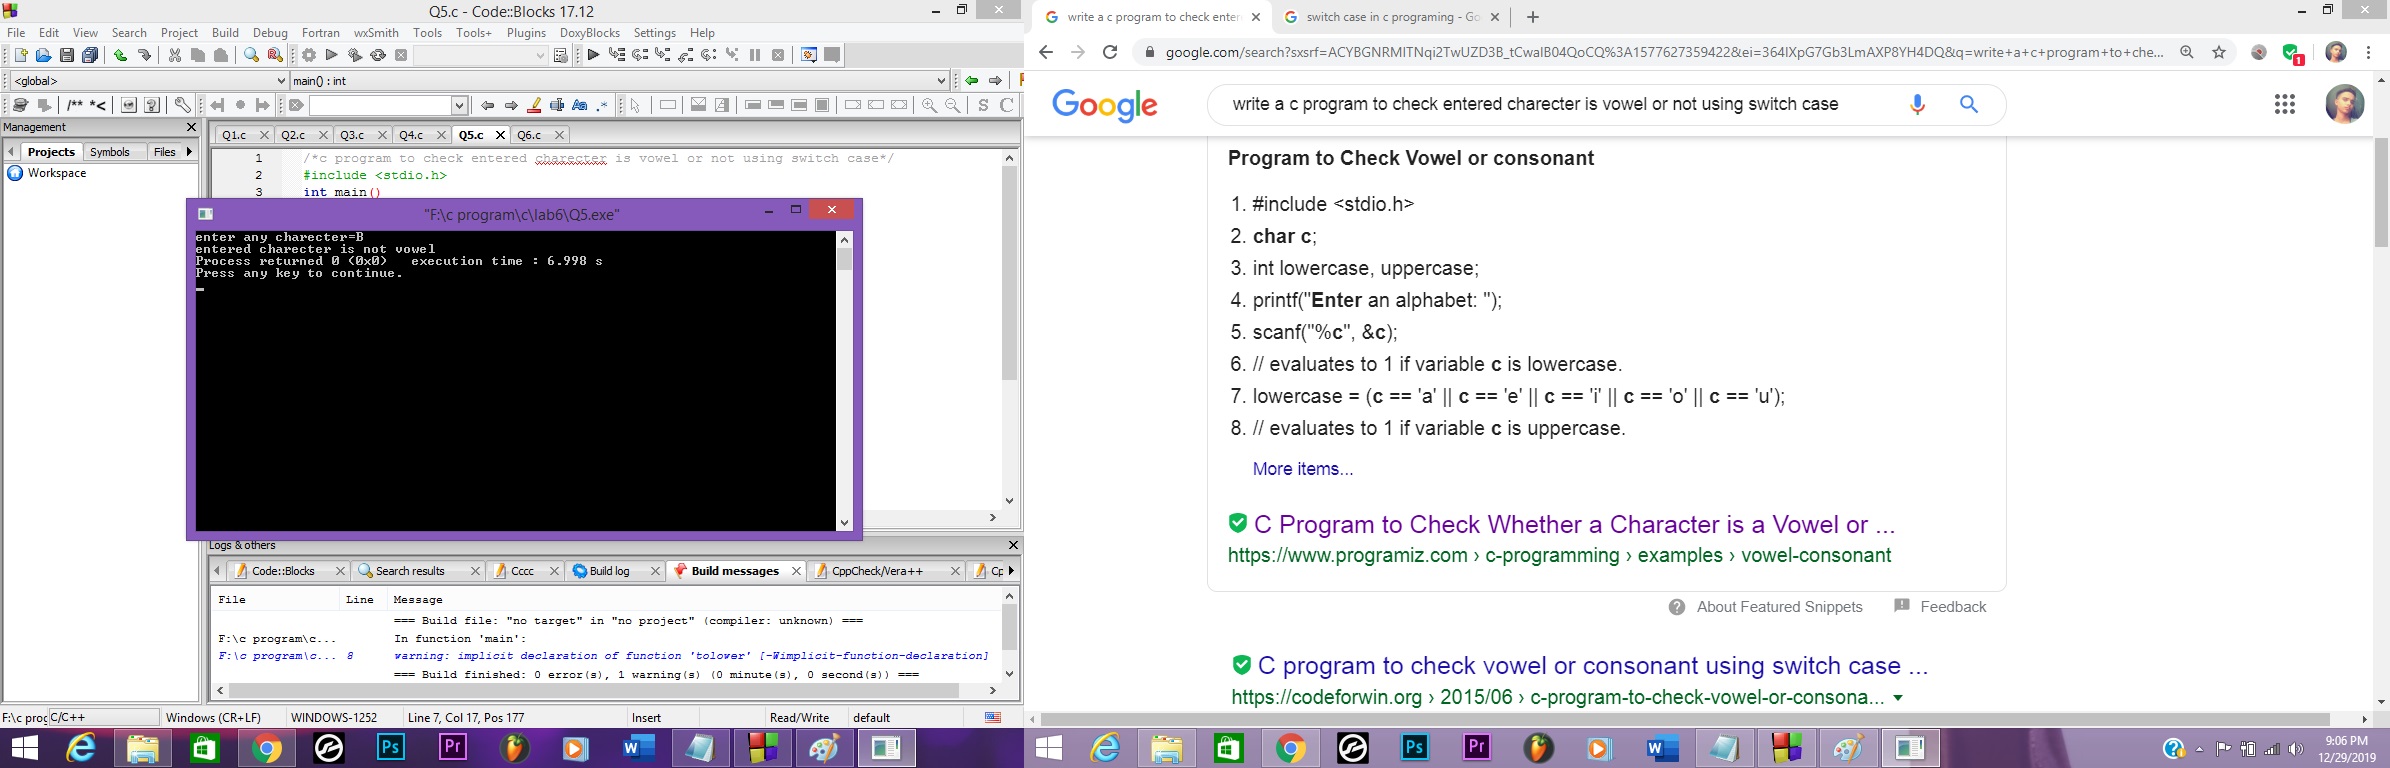 Q5.c - Code::Blocks 17.12
File Edit View Search Project Build Debug Fortran wxSmith Tools Tools+ Plugins DoxyBlocks Settings Help
<global>
main() : int
/** *<
Management
Projects Symbols Files
Workspace
Q1.c Q2.c Q3.c Q4.c Q5.c Q6.c
1 /*c program to check entered charecter is vowel or not using switch case*/
2 #include <stdio.h>
3 int main()
"F:\c program\c\lab6\Q5.exe"
enter any charecter=B
entered charecter is not vowel
Process returned 0 (0x0) execution time : 6.998 s
Press any key to continue.
Logs & others
Code::Blocks Search results Cccc Build log Build messages CppCheck/Vera++ Cp
File Line Message
=== Build file: "no target" in "no project" (compiler: unknown) ===
F:\c program\c... In function 'main':
F:\c program\c... 8 warning: implicit declaration of function 'tolower' [-Wimplicit-function-declaration]
=== Build finished: 0 error(s), 1 warning(s) (0 minute(s), 0 second(s)) ===
F:\c prog C/C++ Windows (CR+LF) WINDOWS-1252 Line 7, Col 17, Pos 177 Insert Read/Write default
write a c program to check enter
switch case in c programing - Go
google.com/search?sxsrf=ACYBGNRMITNqi2TwUZD3B_tCwaIB04QoCQ%3A1577627359422&ei=364IXpG7Gb3LmAXP8YH4DQ&q=write+a+c+program+to+che...
Google
write a c program to check entered charecter is vowel or not using switch case
Program to Check Vowel or consonant
1. #include <stdio.h>
2. char c;
3. int lowercase, uppercase;
4. printf("Enter an alphabet: ");
5. scanf("%c", &c);
6. // evaluates to 1 if variable c is lowercase.
7. lowercase = (c == 'a' || c == 'e' || c == 'i' || c == 'o' || c == 'u');
8. // evaluates to 1 if variable c is uppercase.
More items...
C Program to Check Whether a Character is a Vowel or ...
https://www.programiz.com › c-programming › examples › vowel-consonant
About Featured Snippets Feedback
C program to check vowel or consonant using switch case ...
https://codeforwin.org › 2015/06 › c-program-to-check-vowel-or-consona...
Ps Pr
Ps Pr
9:06 PM
12/29/2019